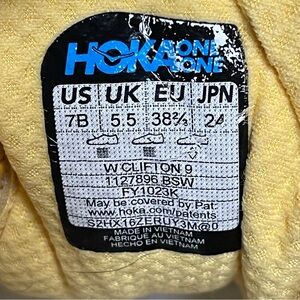 HOKA ONE ONE
US UK EU JPN
7B 5.5 38⅔ 24
W CLIFTON 9
1127896 BSW
FY1023K
May be covered by Pat:
www.hoka.com/patents
MADE IN VIETNAM
FABRIQUE AU VIETNAM
HECHO EN VIETNAM